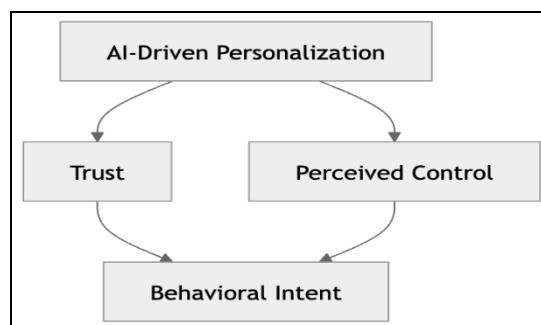 AI-Driven Personalization
Trust
Perceived Control
Behavioral Intent